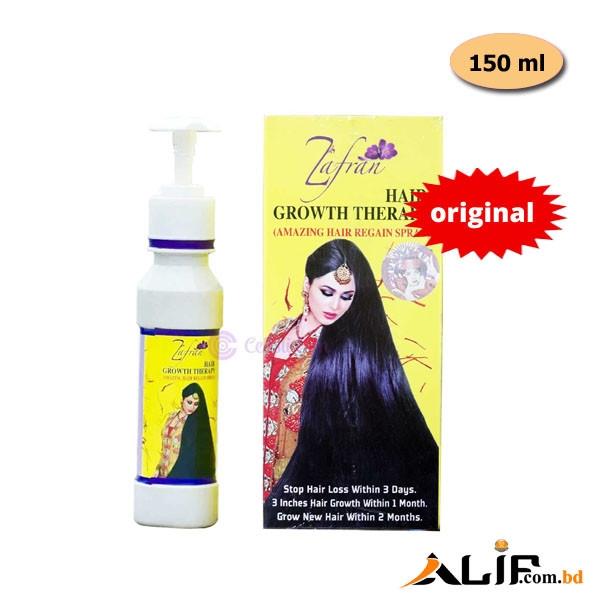 150 ml
Zafran
HAIR
GROWTH THERA
(AMAZING HAIR REGAIN SPRA
original
Stop Hair Loss Within 3 Days.
3 Inches Hair Growth Within 1 Month.
Grow New Hair Within 2 Months.
Zafran
HAIR
GROWTH THERAPY
ALIF.com.bd